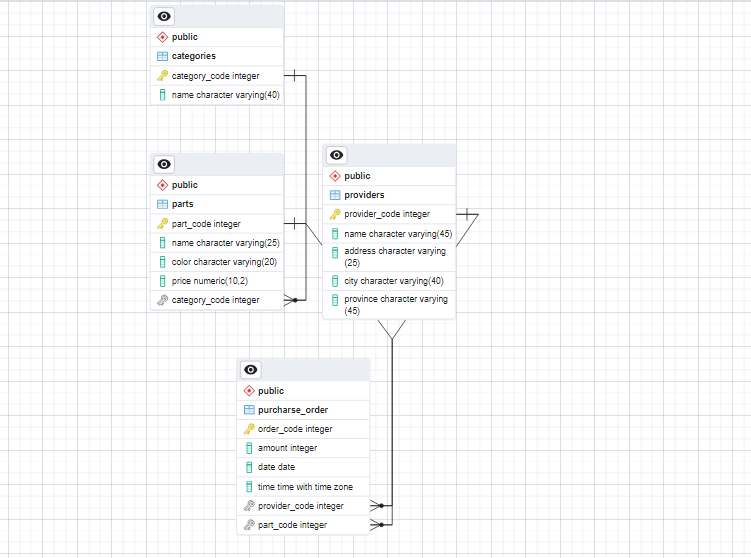 public
categories
category_code integer
name character varying(40)
public
parts
part_code integer
name character varying(25)
color character varying(20)
price numeric(10,2)
category_code integer
public
providers
provider_code integer
name character varying(45)
address character varying
(25)
city character varying(40)
province character varying
(45)
public
purcharse_order
order_code integer
amount integer
date date
time time with time zone
provider_code integer
part_code integer